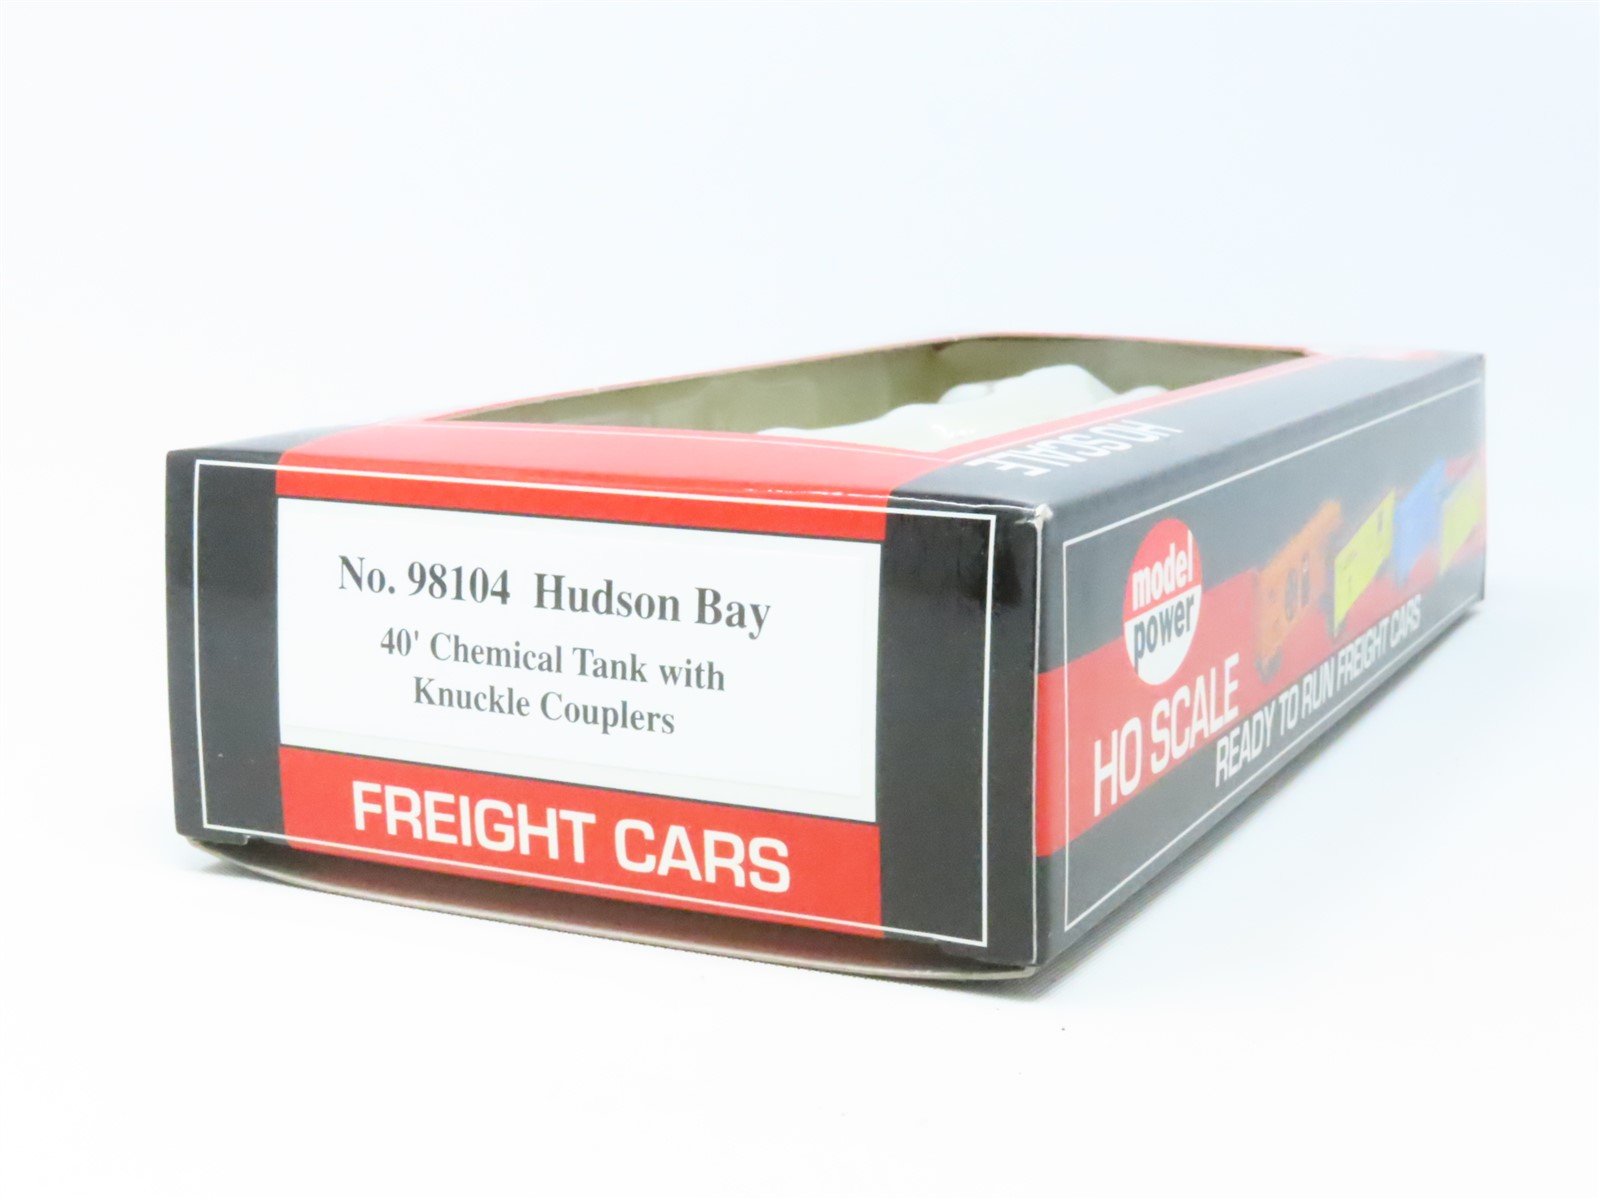 No. 98104 Hudson Bay
40' Chemical Tank with
Knuckle Couplers
FREIGHT CARS
HO SCALE
model
power
HO SCALE
READY TO RUN FREIGHT CARS